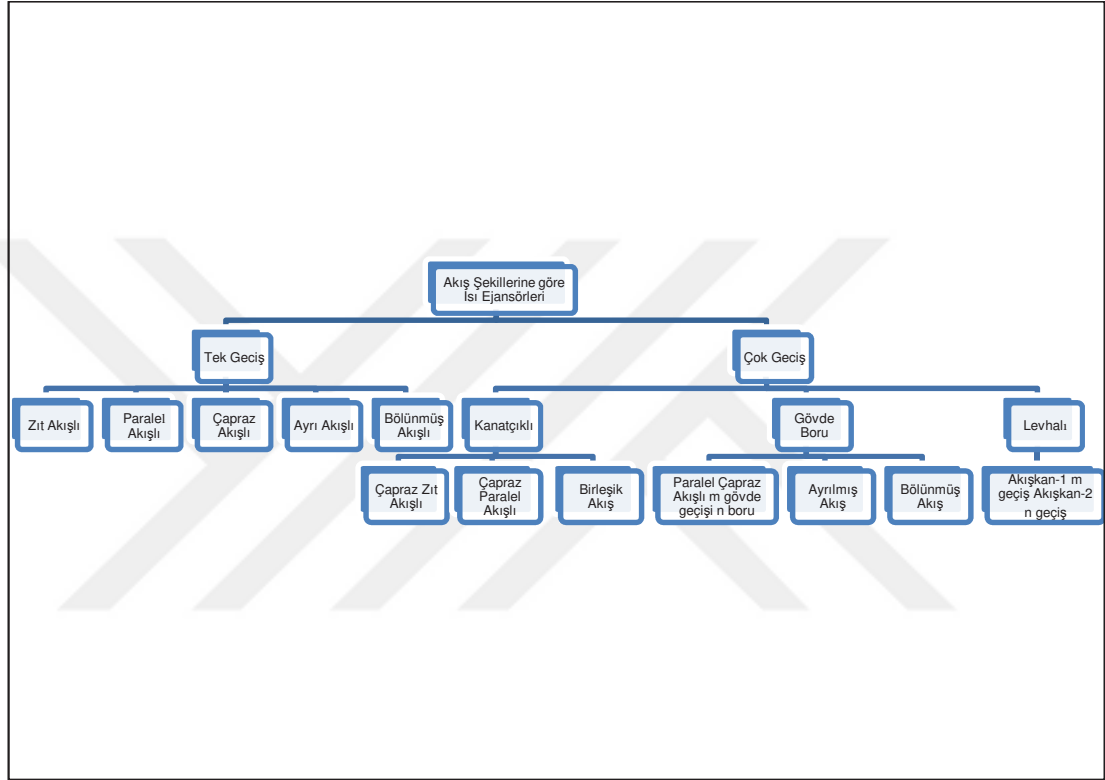 Akış Şekillerine göre
Isı Ejansörleri
Tek Geciş
Çok Geciş
Zıt Akışlı
Paralel
Akışlı
Çapraz
Akışlı
Ayrı Akışlı
Bölünmüş
Akışlı
Kanatçıklı
Gövde
Boru
Levhalı
Çapraz Zıt
Akışlı
Çapraz
Paralel
Akışlı
Birleşik
Akış
Paralel Çapraz
Akışlı m gövde
geçişi n boru
Ayrılmış
Akış
Bölünmüş
Akış
Akışkan-1 m
geçiş Akışkan-2
n geçiş